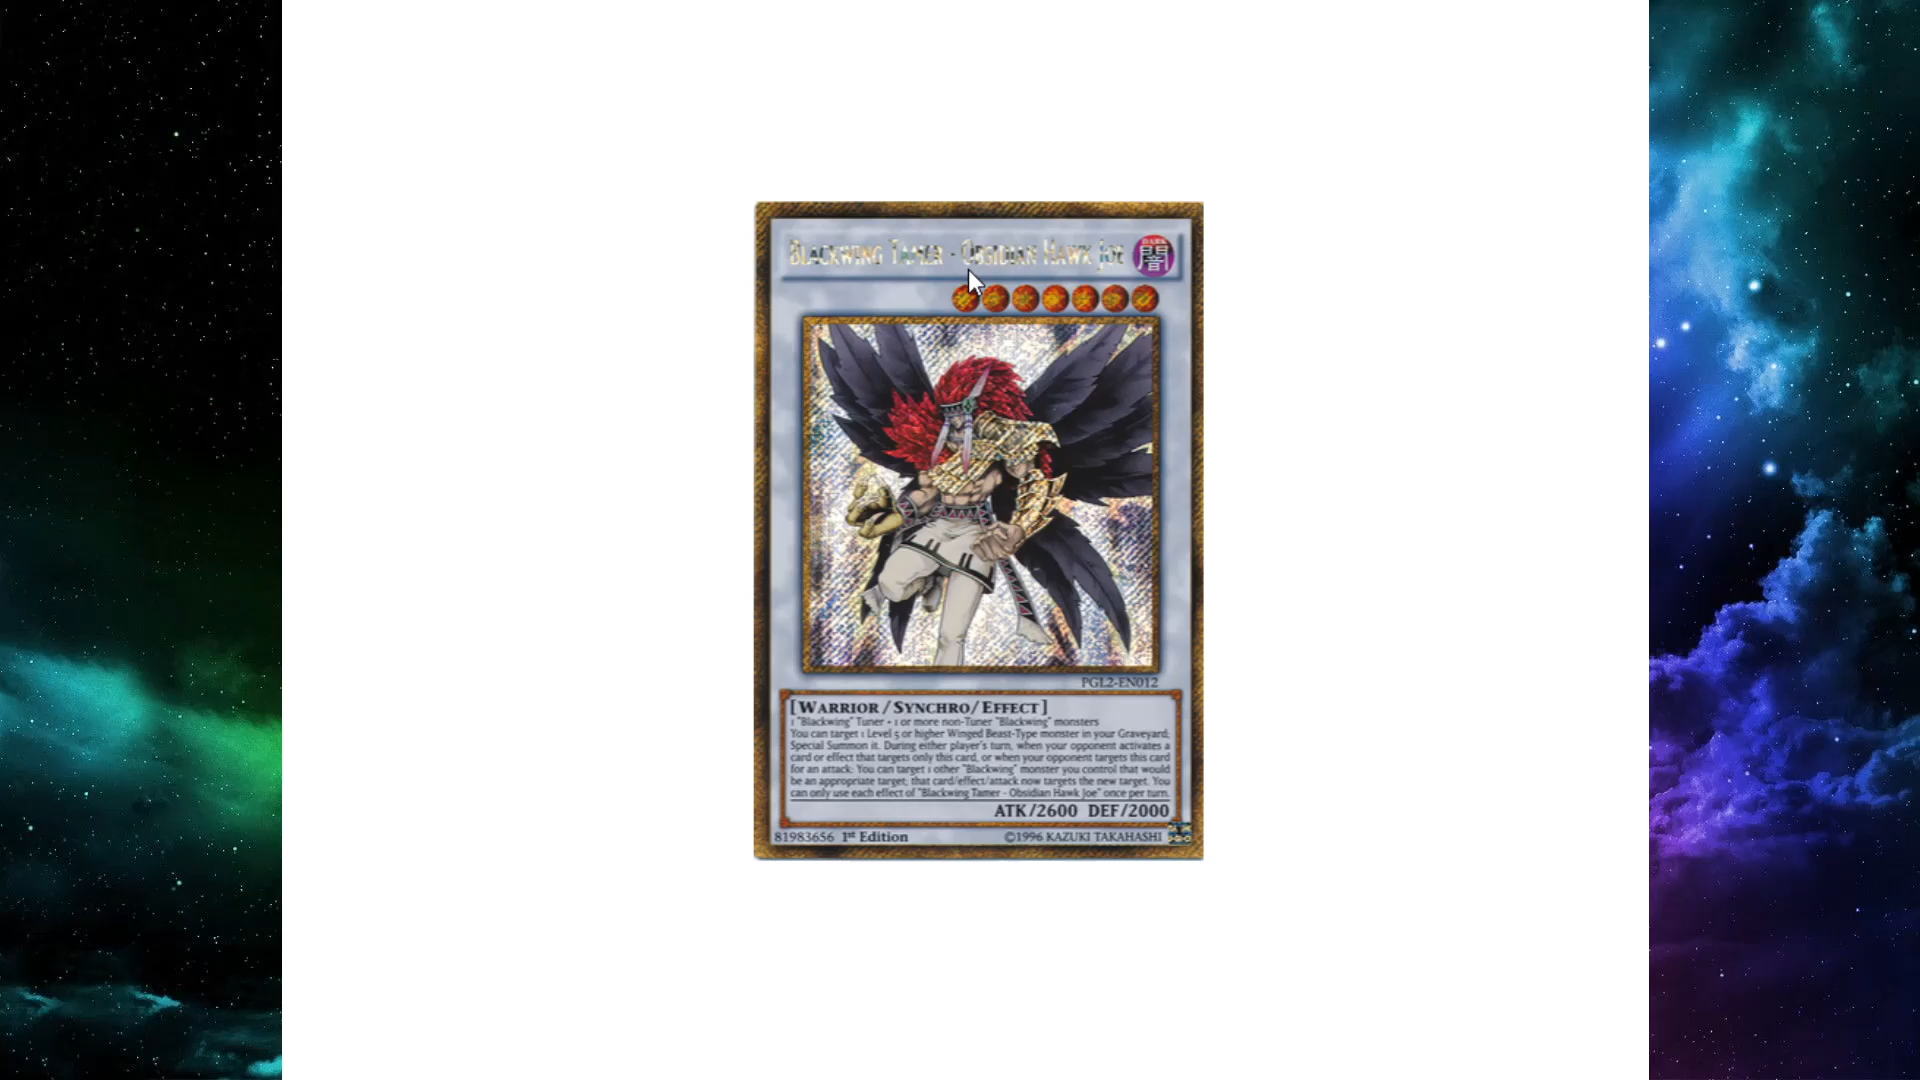 Blackwing Tamer - Obsidian Hawk Joe
DARK
闇
PGL2-EN012
[Warrior / Synchro / Effect]
1 "Blackwing" Tuner + 1 or more non-Tuner "Blackwing" monsters
You can target 1 Level 5 or higher Winged Beast-Type monster in your Graveyard;
Special Summon it. During either player's turn, when your opponent activates a
card or effect that targets only this card, or when your opponent targets this card
for an attack: You can target 1 other "Blackwing" monster you control that would
be an appropriate target; that card/effect/attack now targets the new target. You
can only use each effect of "Blackwing Tamer - Obsidian Hawk Joe" once per turn.
ATK/2600 DEF/2000
81983656 1st Edition
©1996 KAZUKI TAKAHASHI